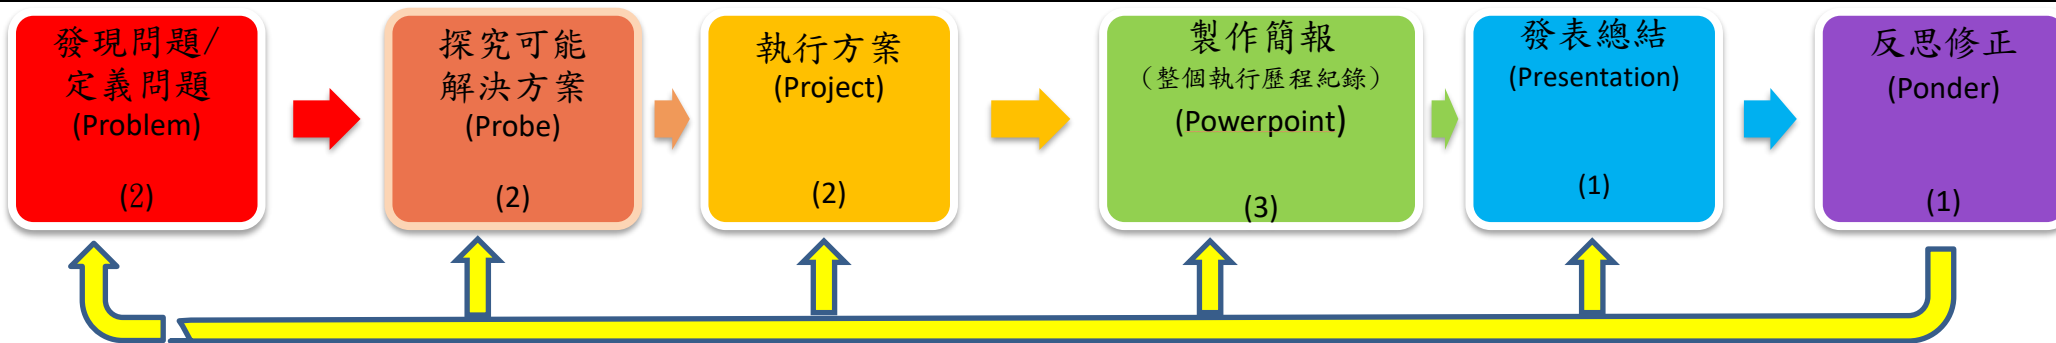 發現問題/
定義問題
(Problem)
(2)
探究可能
解決方案
(Probe)
(2)
執行方案
(Project)
(2)
製作簡報
（整個執行歷程紀錄）
(Powerpoint)
(3)
發表總結
(Presentation)
(1)
反思修正
(Ponder)
(1)